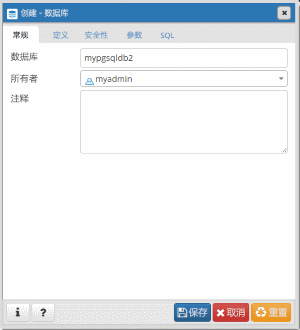 创建 - 数据库
常规 定义 安全性 参数 SQL
数据库 mypgsqldb2
所有者 myadmin
注释
i ? 保存 取消 重置